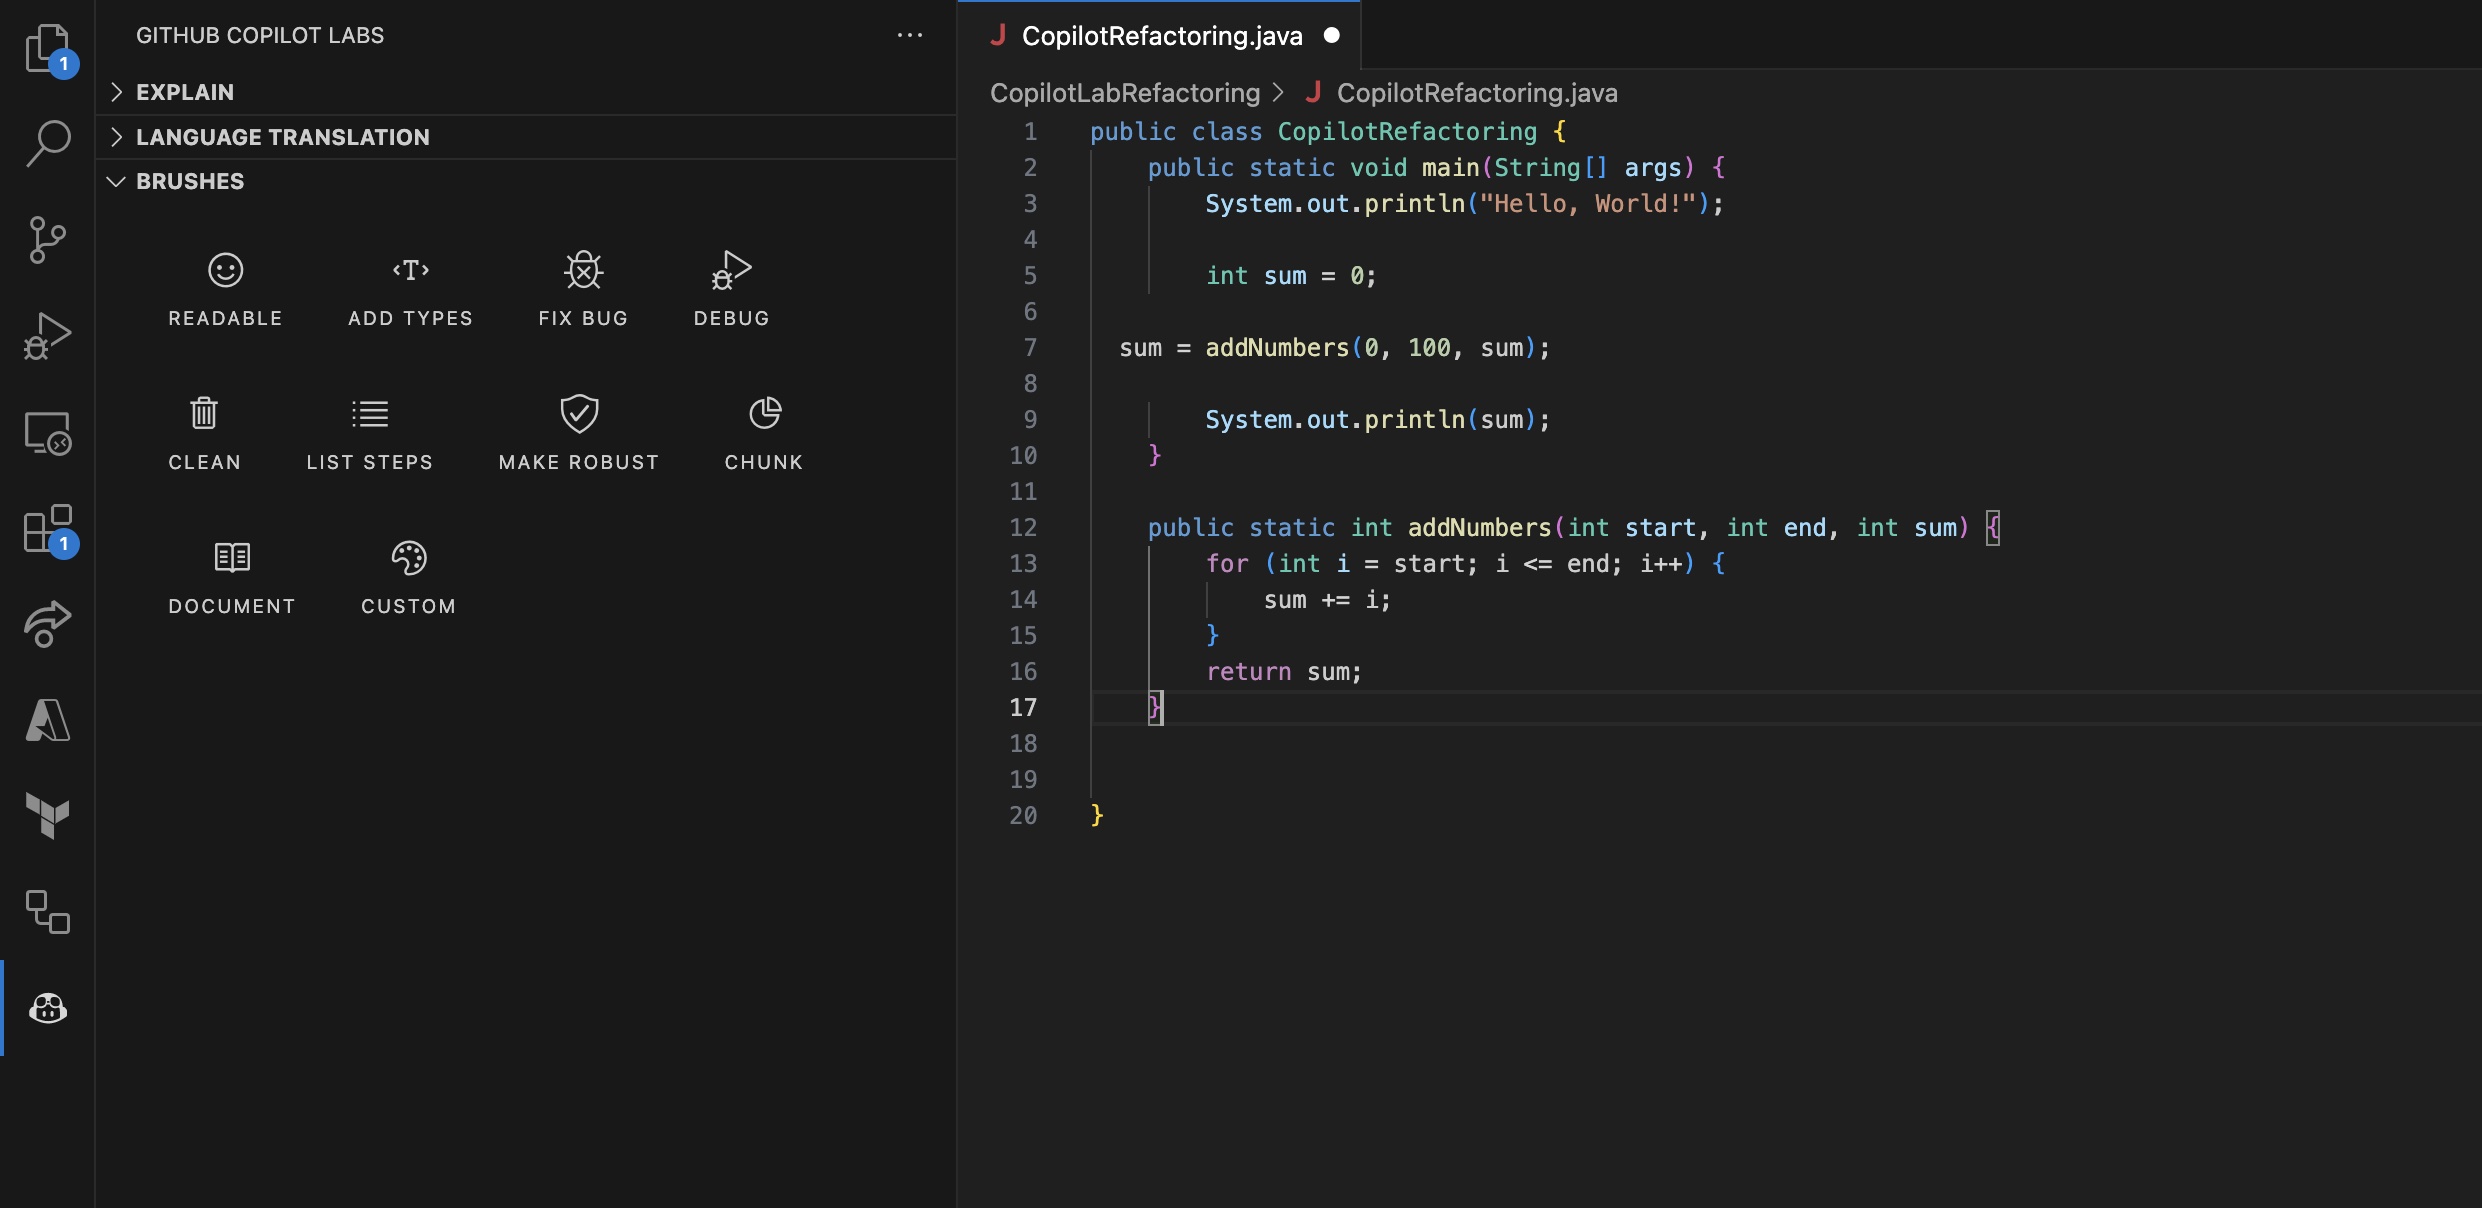 GITHUB COPILOT LABS
EXPLAIN
LANGUAGE TRANSLATION
BRUSHES
READABLE
ADD TYPES
FIX BUG
DEBUG
CLEAN
LIST STEPS
MAKE ROBUST
CHUNK
DOCUMENT
CUSTOM
1
1
J CopilotRefactoring.java
CopilotLabRefactoring > J CopilotRefactoring.java
1 public class CopilotRefactoring {
2     public static void main(String[] args) {
3         System.out.println("Hello, World!");
4
5         int sum = 0;
6
7   sum = addNumbers(0, 100, sum);
8
9         System.out.println(sum);
10     }
11
12     public static int addNumbers(int start, int end, int sum) {
13         for (int i = start; i <= end; i++) {
14             sum += i;
15         }
16         return sum;
17     }
18
19
20 }